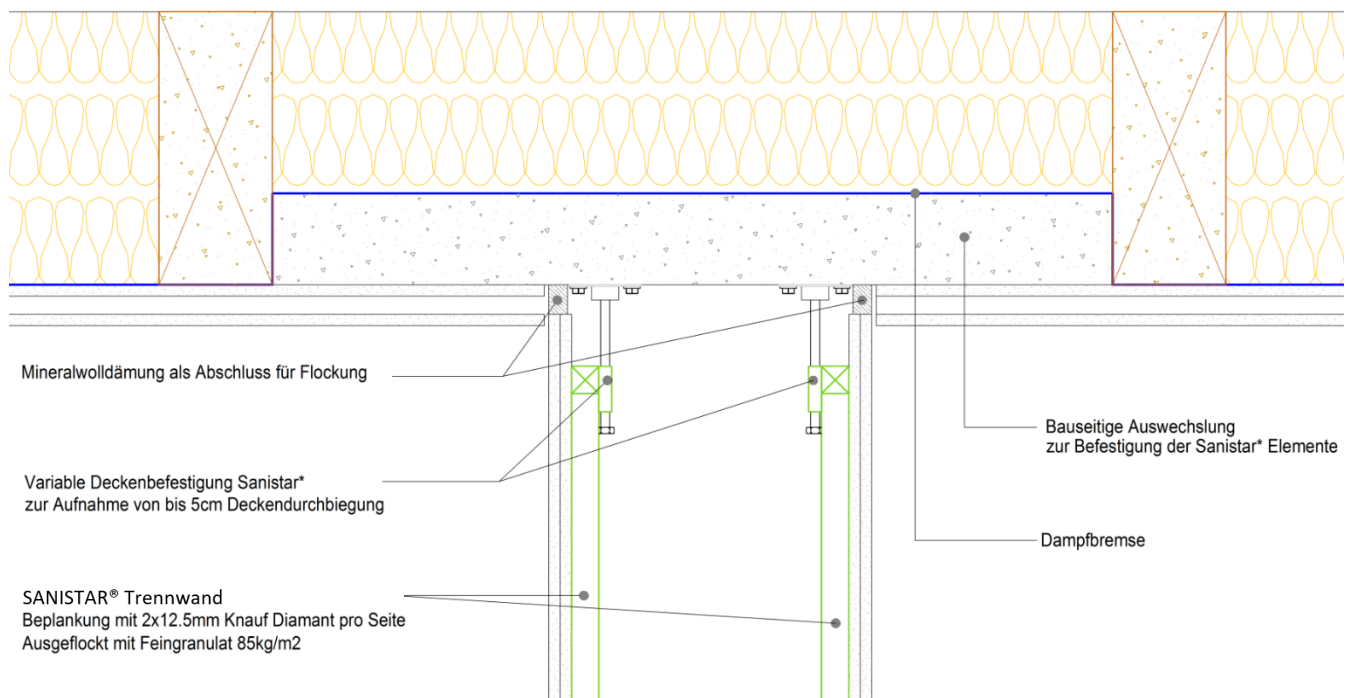 Mineralwolldämung als Abschluss für Flockung
Variable Deckenbefestigung Sanistar*
zur Aufnahme von bis 5cm Deckendurchbiegung
SANISTAR® Trennwand
Beplankung mit 2x12.5mm Knauf Diamant pro Seite
Ausgeflockt mit Feingranulat 85kg/m2
Bauseitige Auswechslung
zur Befestigung der Sanistar* Elemente
Dampfbremse